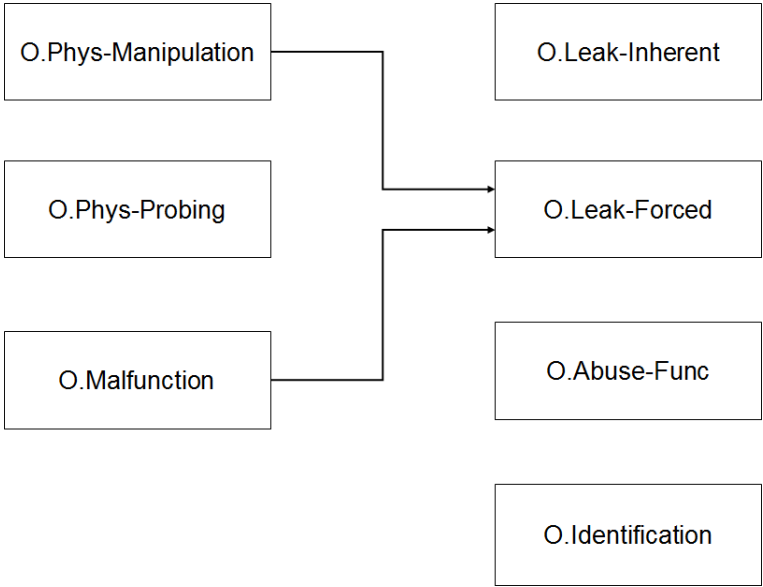 O.Phys-Manipulation
O.Leak-Inherent
O.Phys-Probing
O.Leak-Forced
O.Malfunction
O.Abuse-Func
O.Identification